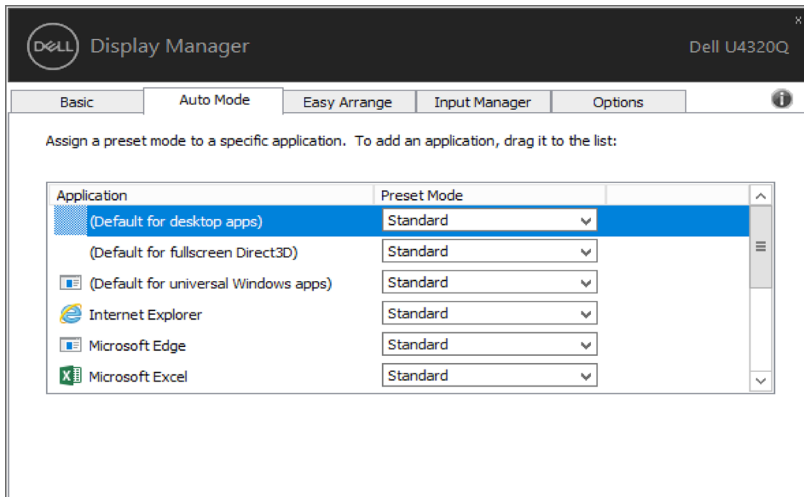 DELL Display Manager Dell U4320Q
Basic Auto Mode Easy Arrange Input Manager Options
Assign a preset mode to a specific application. To add an application, drag it to the list:
Application Preset Mode
(Default for desktop apps) Standard
(Default for fullscreen Direct3D) Standard
(Default for universal Windows apps) Standard
Internet Explorer Standard
Microsoft Edge Standard
Microsoft Excel Standard